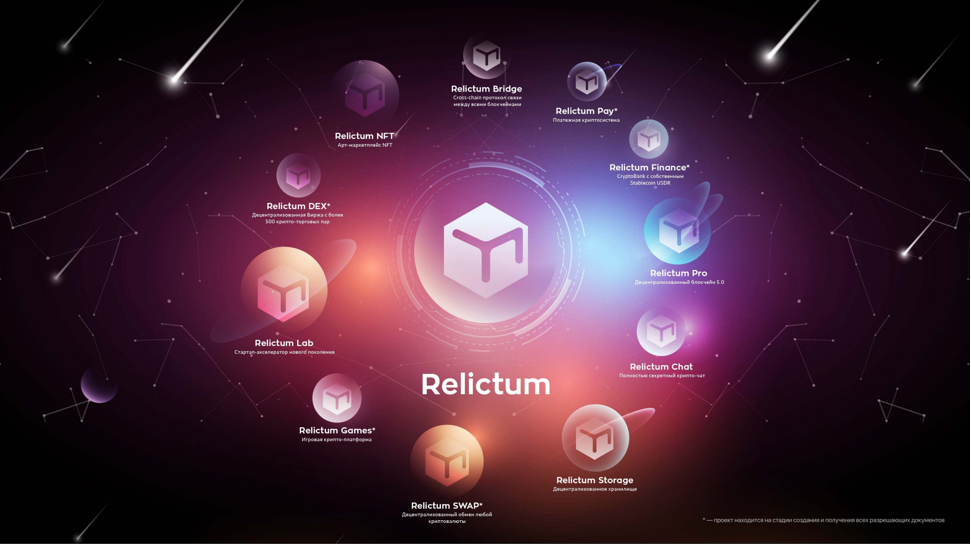 Relictum Bridge
Cross-chain протокол связи
между всеми блокчейнами
Relictum Pay*
Платежная криптосистема
Relictum NFT
Арт-маркетплейс NFT
Relictum Finance*
CryptoBank с собственным
Stablecoin USDR
Relictum DEX*
Децентрализованная Биржа с более
500 крипто-торговых пар
Relictum Pro
Децентрализованный блокчейн 5.0
Relictum Lab
Стартап-акселератор нового поколения
Relictum Chat
Полностью секретный крипто-чат
Relictum
Relictum Games*
Игровая крипто-платформа
Relictum Storage
Децентрализованное хранилище
Relictum SWAP*
Децентрализованный обмен любой
криптовалюты
* — проект находится на стадии создания и получения всех разрешающих документов